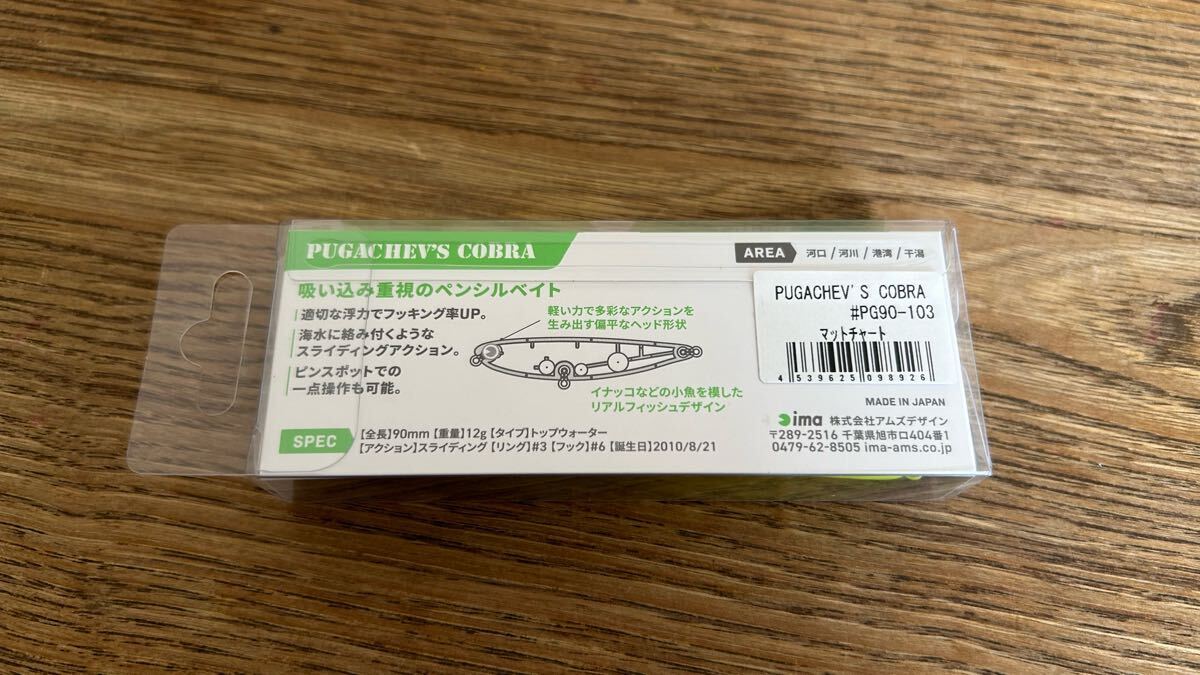 PUGACHEV'S COBRA
AREA 河口/河川/港湾/干潟
吸い込み重視のペンシルベイト
適切な浮力でフッキング率UP。
海水に絡み付くような
スライディングアクション。
ピンスポットでの
一点操作も可能。
軽い力で多彩なアクションを
生み出す偏平なヘッド形状
イナッコなどの小魚を模した
リアルフィッシュデザイン
PUGACHEV'S COBRA
#PG90-103
マットチャート
4 539625 098926
MADE IN JAPAN
ima 株式会社アムズデザイン
〒289-2516 千葉県旭市ロ404番1
0479-62-8505 ima-ams.co.jp
SPEC
【全長】90mm【重量】12g【タイプ】トップウォーター
【アクション】スライディング【リング】#3【フック】#6【誕生日】2010/8/21